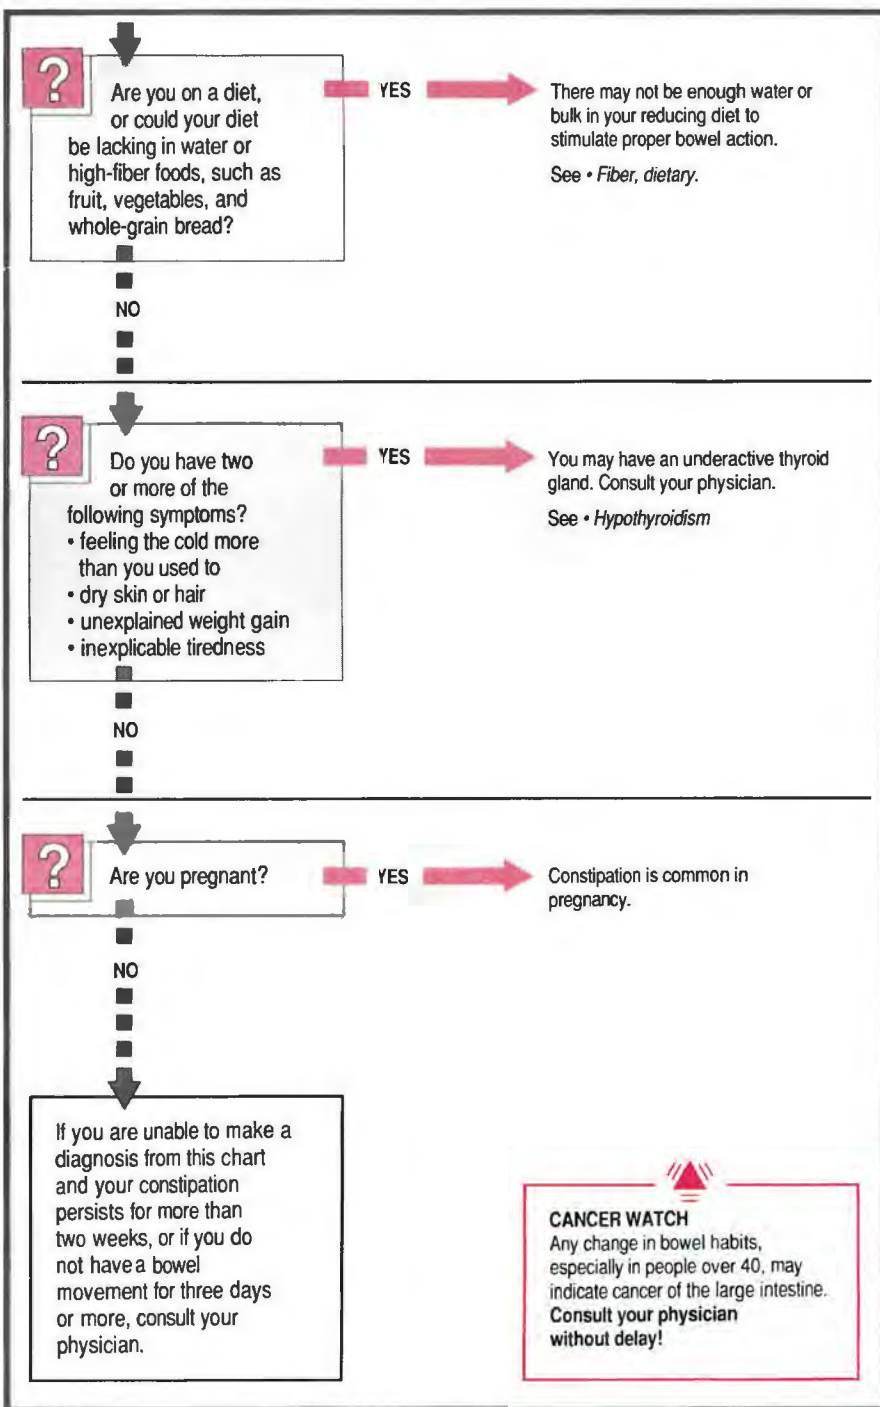 ?
Are you on a diet,
or could your diet
be lacking in water or
high-fiber foods, such as
fruit, vegetables, and
whole-grain bread?
YES
There may not be enough water or
bulk in your reducing diet to
stimulate proper bowel action.
See • Fiber, dietary.
NO
?
Do you have two
or more of the
following symptoms?
• feeling the cold more
than you used to
• dry skin or hair
• unexplained weight gain
• inexplicable tiredness
YES
You may have an underactive thyroid
gland. Consult your physician.
See • Hypothyroidism
NO
?
Are you pregnant?
YES
Constipation is common in
pregnancy.
NO
If you are unable to make a
diagnosis from this chart
and your constipation
persists for more than
two weeks, or if you do
not have a bowel
movement for three days
or more, consult your
physician.
CANCER WATCH
Any change in bowel habits,
especially in people over 40, may
indicate cancer of the large intestine.
Consult your physician
without delay!